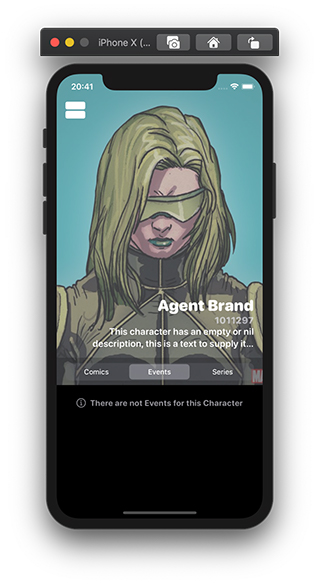 iPhone X (...
20:41
Agent Brand
1011297
This character has an empty or nil
description, this is a text to supply it...
Comics Events Series
There are not Events for this Character